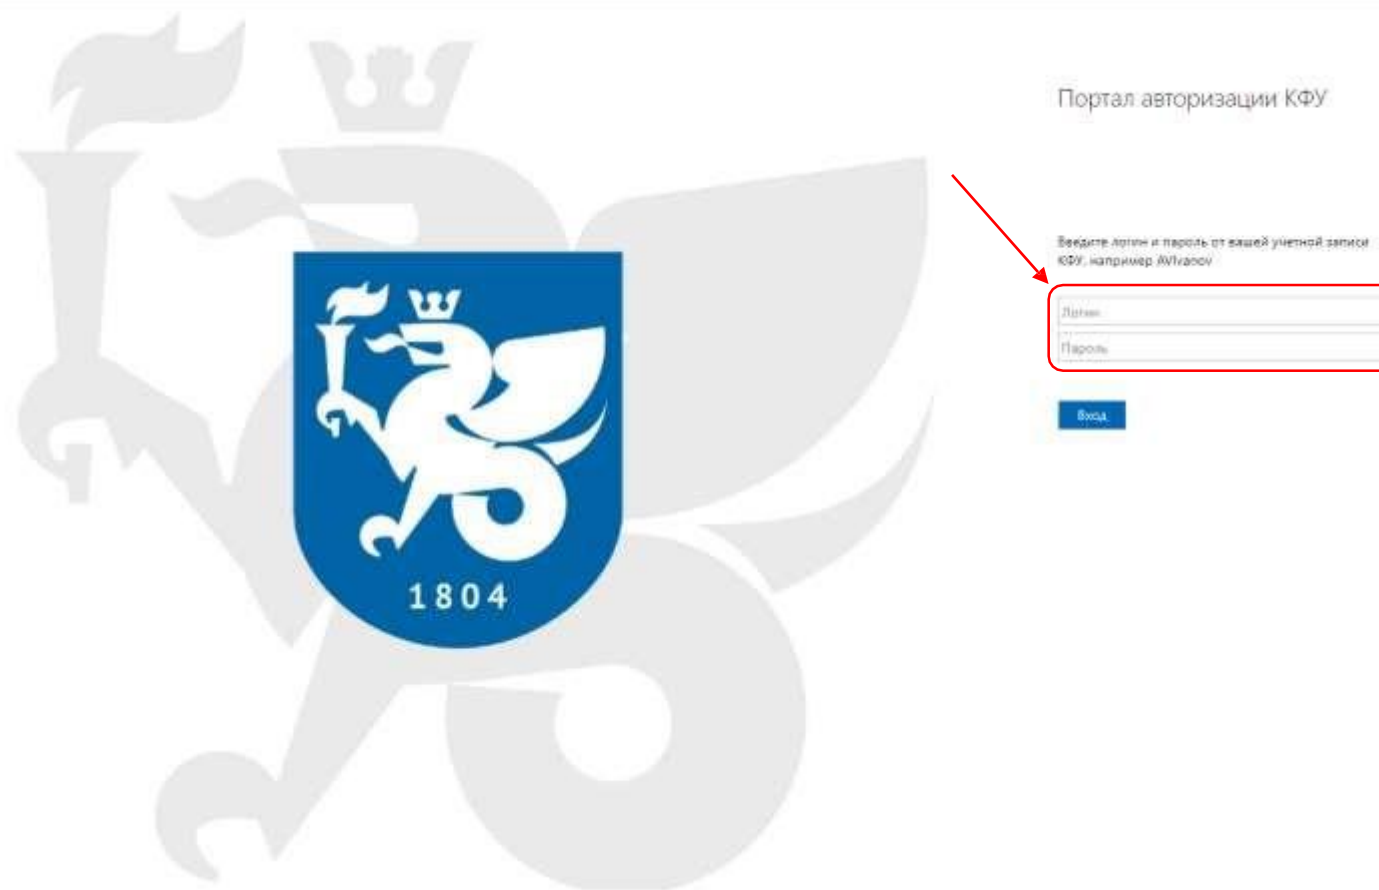 Портал авторизации КФУ
Введите логин и пароль от вашей учетной записи
КФУ, например AVIvanov
Логин
Пароль
Вход
1804